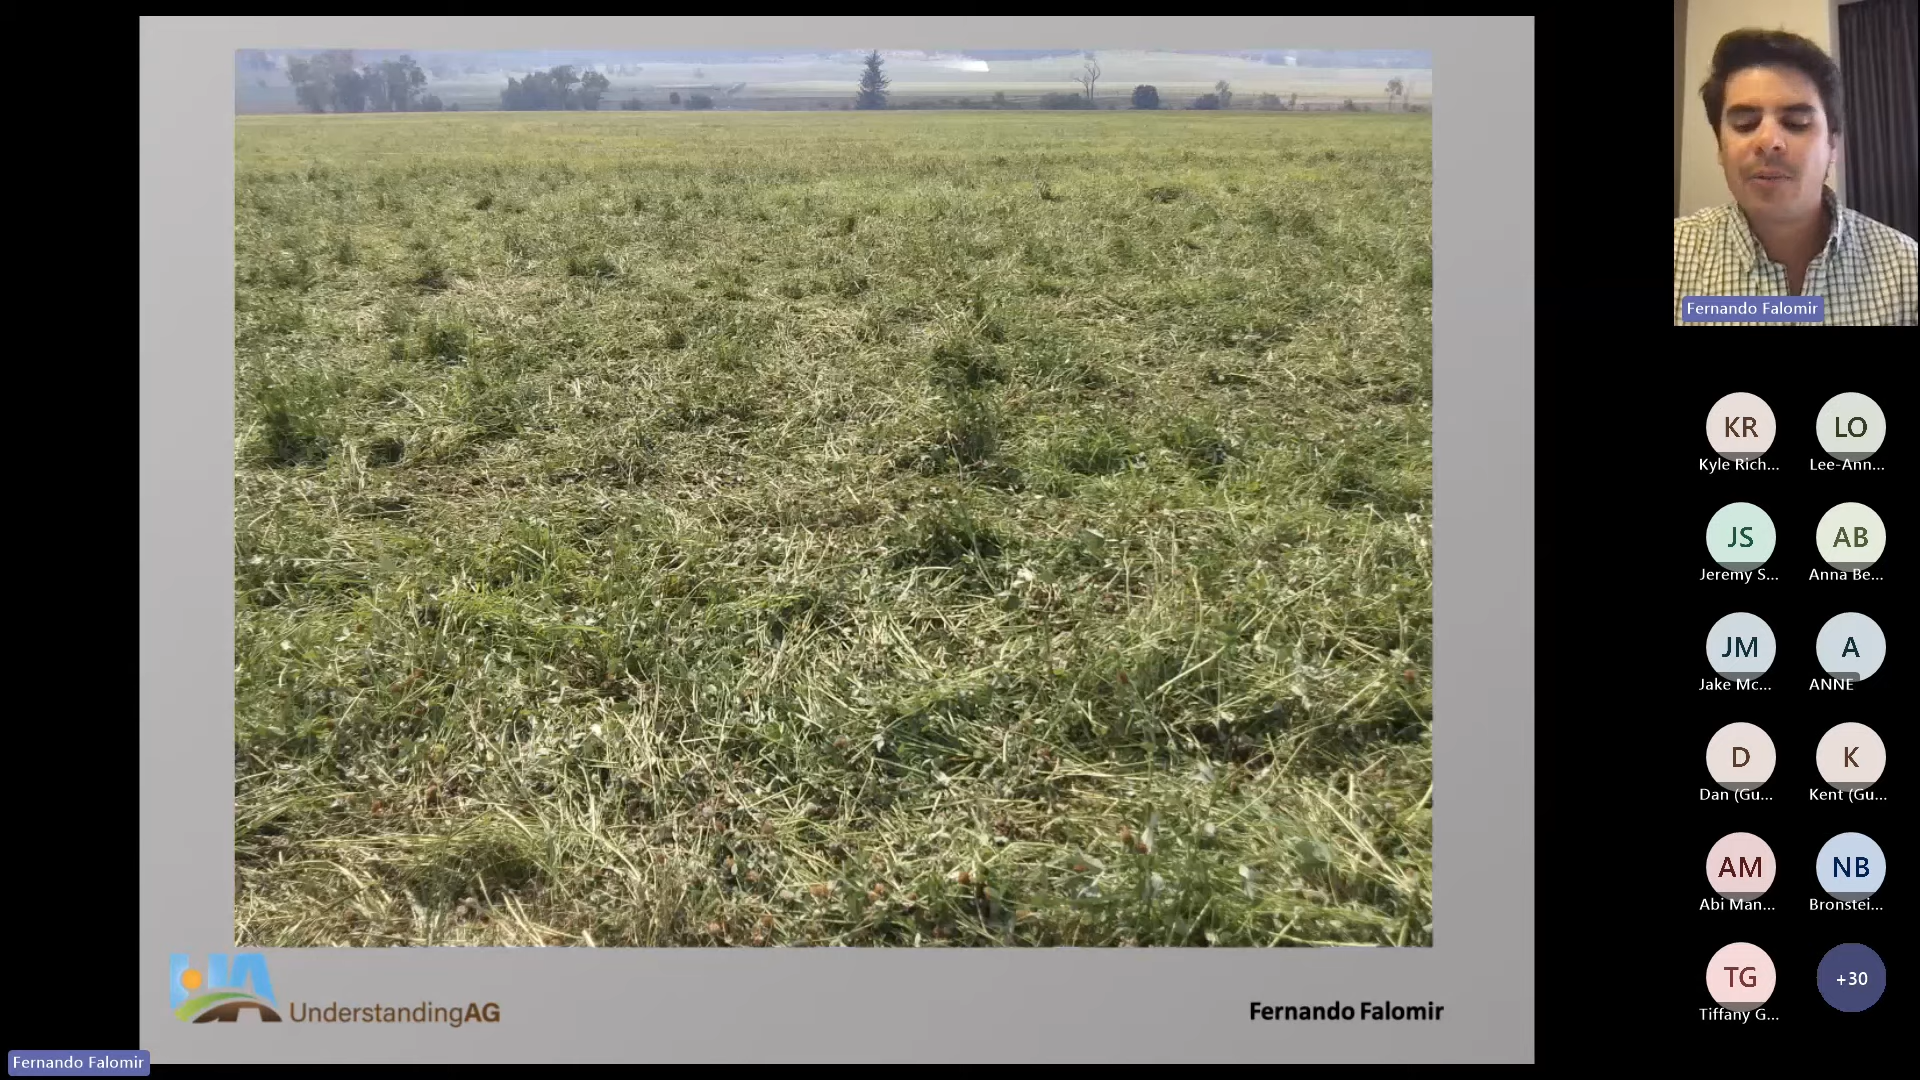 UnderstandingAG
Fernando Falomir
Fernando Falomir
Fernando Falomir
KR
Kyle Rich...
LO
Lee-Ann...
JS
Jeremy S...
AB
Anna Be...
JM
Jake Mc...
A
ANNE
D
Dan (Gu...
K
Kent (Gu...
AM
Abi Man...
NB
Bronstei...
TG
Tiffany G...
+30